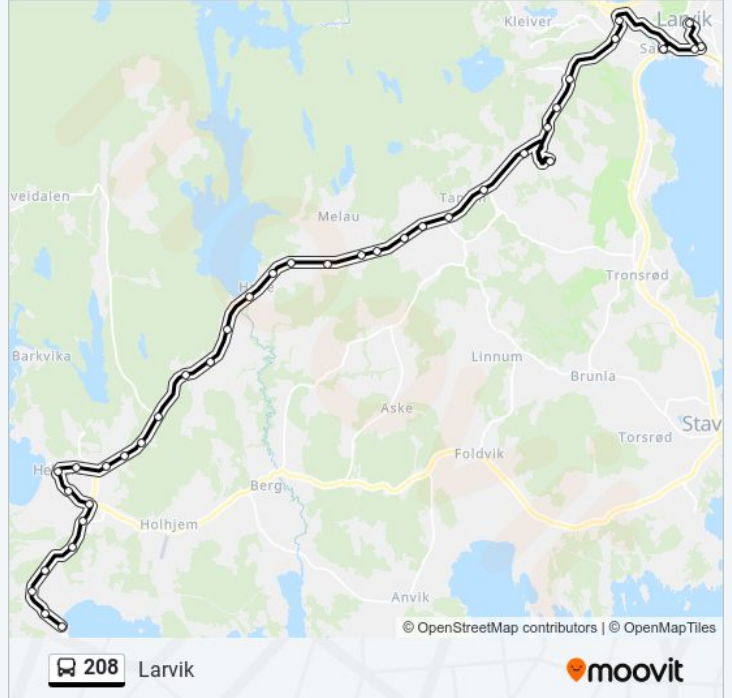 Kleiver
Larvik
veidalen
Melau
Tronsrød
Barkvika
Linnum
Brunla
Aske
Stav
Torsrød
Foldvik
Berg
Holhjem
Anvik
© OpenStreetMap contributors | © OpenMapTiles
208 Larvik
moovit